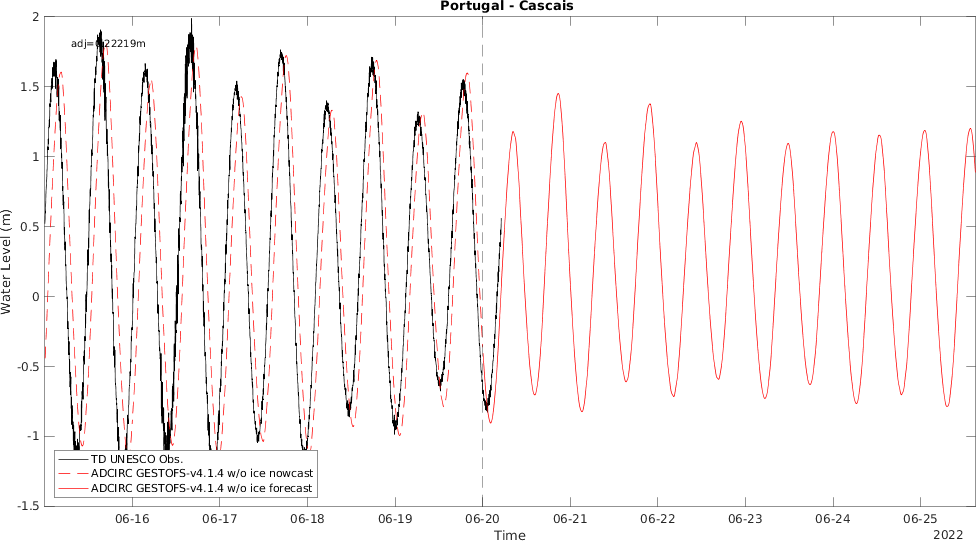 Portugal - Cascais
2
1.5
1
0.5
0
-0.5
-1
-1.5
Water Level (m)
TD UNESCO Obs.
ADCIRC GESTOFS-v4.1.4 w/o ice nowcast
ADCIRC GESTOFS-v4.1.4 w/o ice forecast
06-16 06-17 06-18 06-19 06-20 06-21 06-22 06-23 06-24 06-25
Time
2022